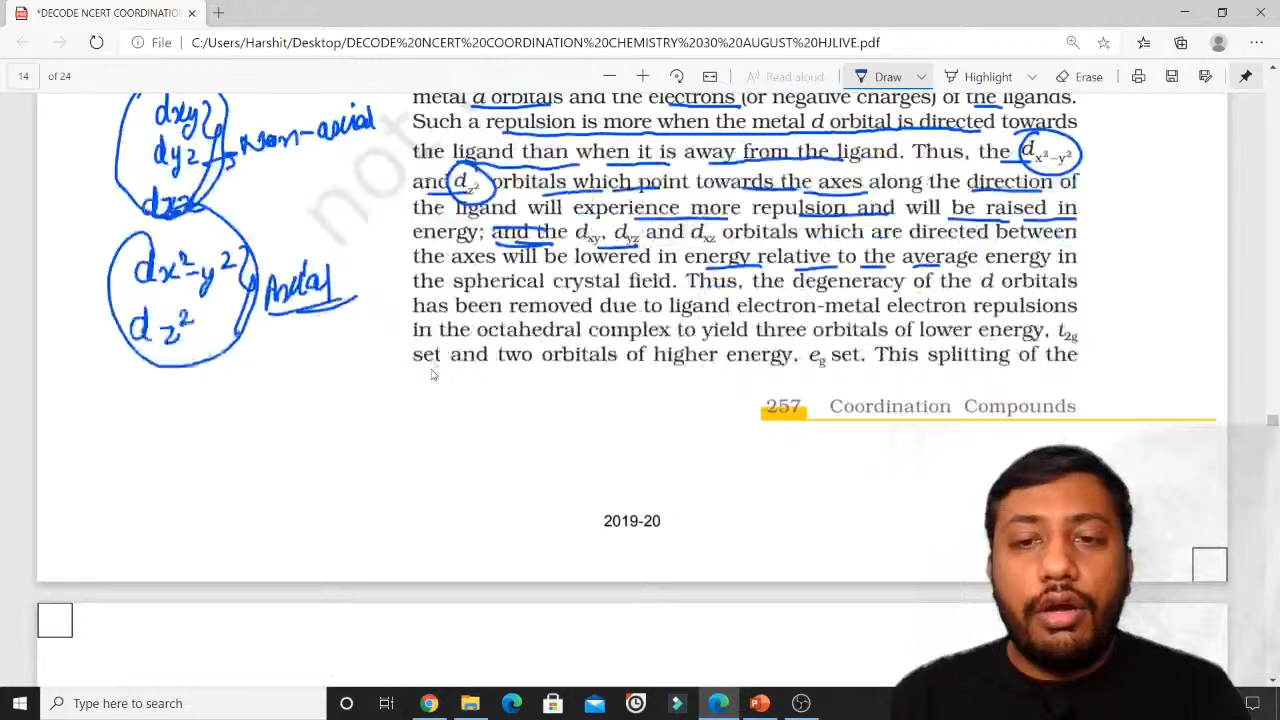 *DECODE NCERT COORDINATION
File C:/Users/Harshit/Desktop/DECODE%20NCERT%20COORDINATION%20CHEMISTRY%2030%20AUGUST%20HJLIVE.pdf
14 of 24 Read aloud Draw Highlight Erase
metal d orbitals and the electrons (or negative charges) of the ligands.
Such a repulsion is more when the metal d orbital is directed towards
the ligand than when it is away from the ligand. Thus, the dx²−y²
and dz² orbitals which point towards the axes along the direction of
the ligand will experience more repulsion and will be raised in
energy; and the dxy, dyz and dxz orbitals which are directed between
the axes will be lowered in energy relative to the average energy in
the spherical crystal field. Thus, the degeneracy of the d orbitals
has been removed due to ligand electron-metal electron repulsions
in the octahedral complex to yield three orbitals of lower energy, t2g
set and two orbitals of higher energy, eg set. This splitting of the
dxy
dyz Non-axial
dxz
dx²−y² Axial
dz²
not
257 Coordination Compounds
2019-20
Type here to search